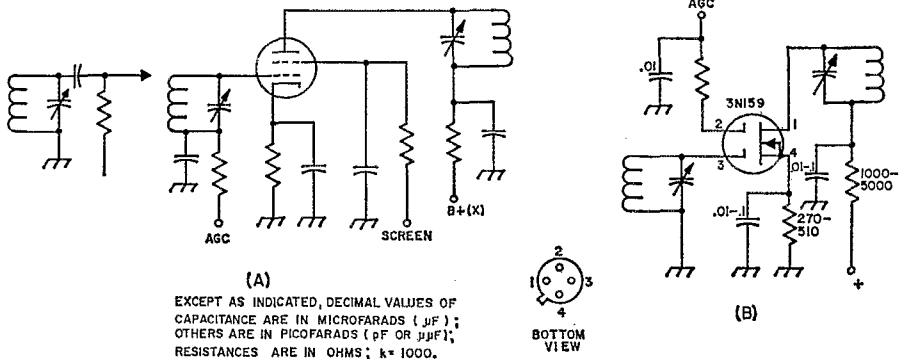 AGC
SCREEN
B+(X)
(A)
EXCEPT AS INDICATED, DECIMAL VALUES OF
CAPACITANCE ARE IN MICROFARADS (µF);
OTHERS ARE IN PICOFARADS (pF OR µµF);
RESISTANCES ARE IN OHMS; k=1000.
2
1
3
4
BOTTOM
VIEW
AGC
.01
3N159
2
1
3
4
.01-.1
.01-.1
270-
510
1000-
5000
+
(B)